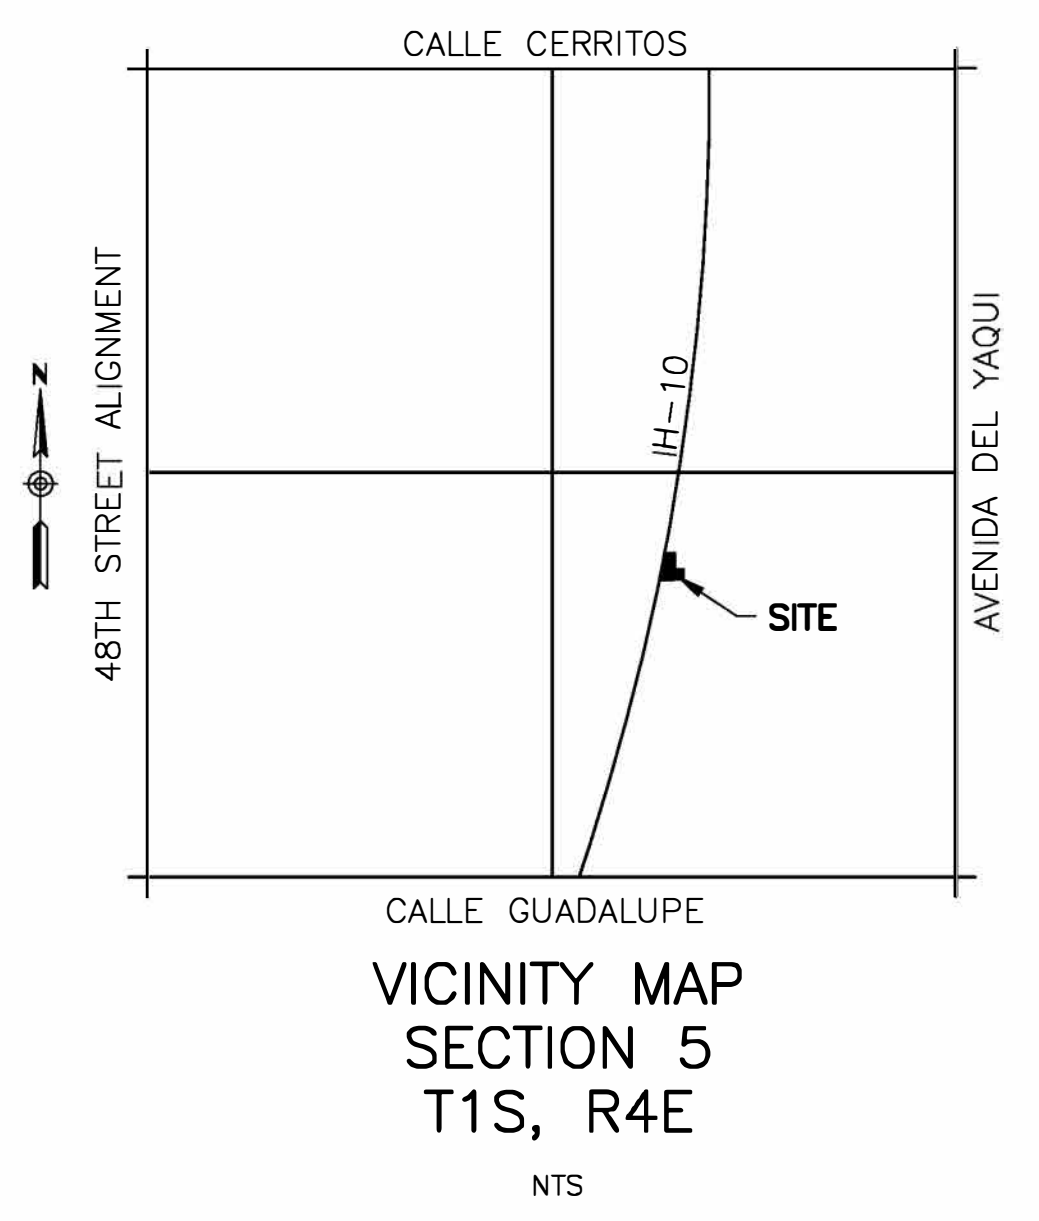 CALLE CERRITOS
48TH STREET ALIGNMENT
N
IH-10
AVENIDA DEL YAQUI
SITE
CALLE GUADALUPE
VICINITY MAP
SECTION 5
T1S, R4E
NTS